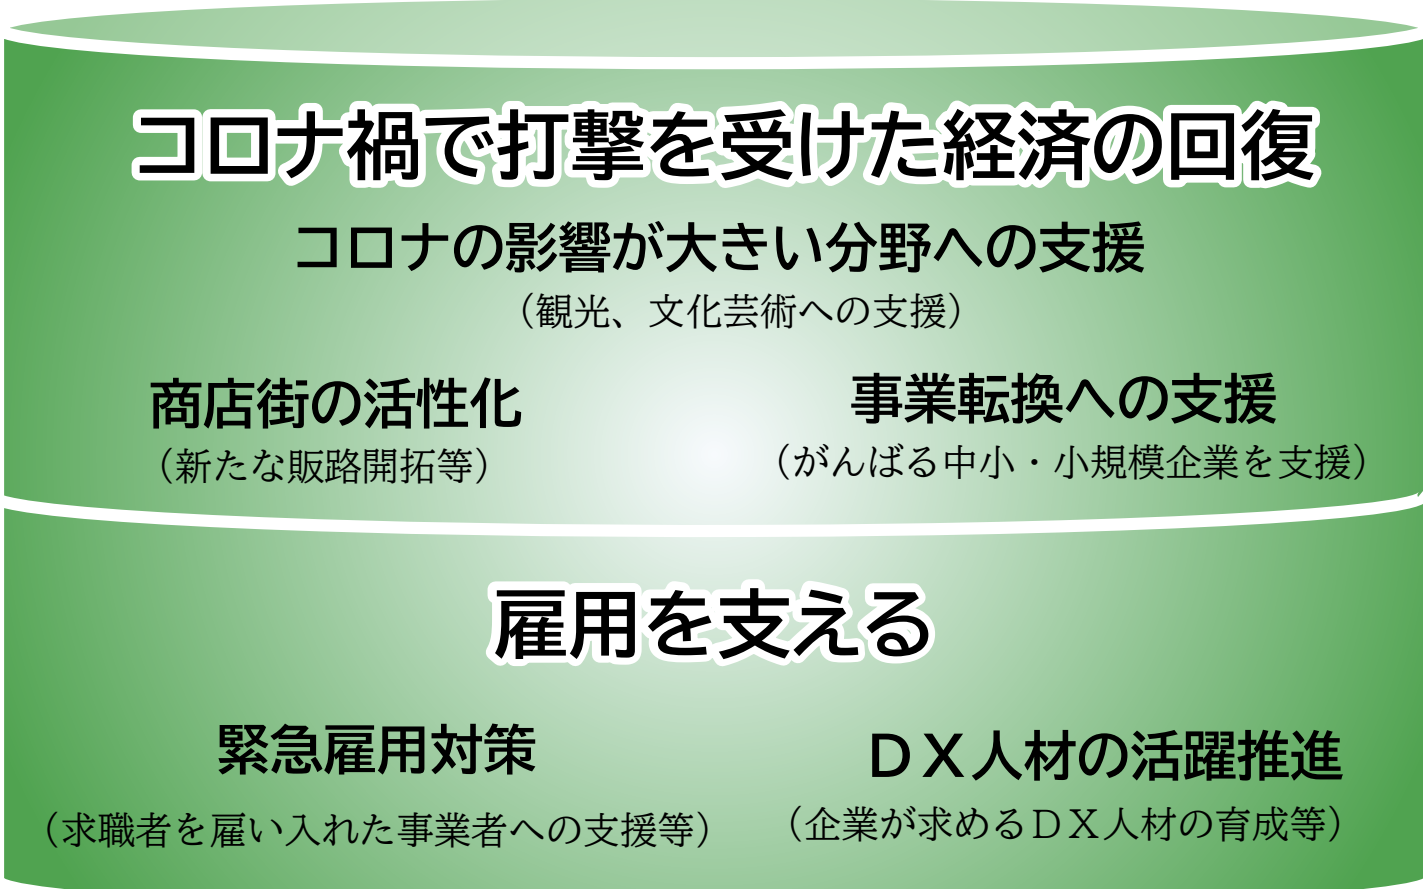 コロナ禍で打撃を受けた経済の回復
コロナの影響が大きい分野への支援
（観光、文化芸術への支援）
商店街の活性化
（新たな販路開拓等）
事業転換への支援
（がんばる中小・小規模企業を支援）
雇用を支える
緊急雇用対策
（求職者を雇い入れた事業者への支援等）
ＤＸ人材の活躍推進
（企業が求めるＤＸ人材の育成等）